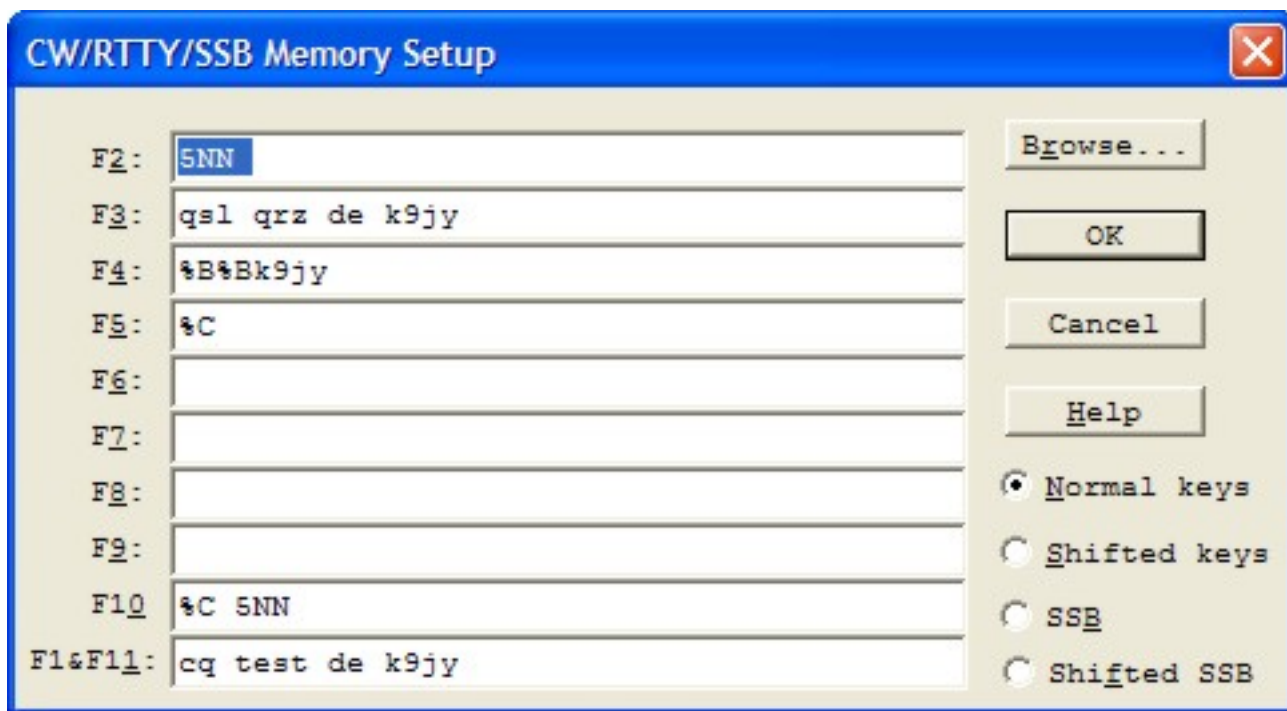 CW/RTTY/SSB Memory Setup
F2: 5NN
F3: qsl qrz de k9jy
F4: %B%Bk9jy
F5: %C
F6:
F7:
F8:
F9:
F10 %C 5NN
F1&F11: cq test de k9jy
Browse...
OK
Cancel
Help
Normal keys
Shifted keys
SSB
Shifted SSB